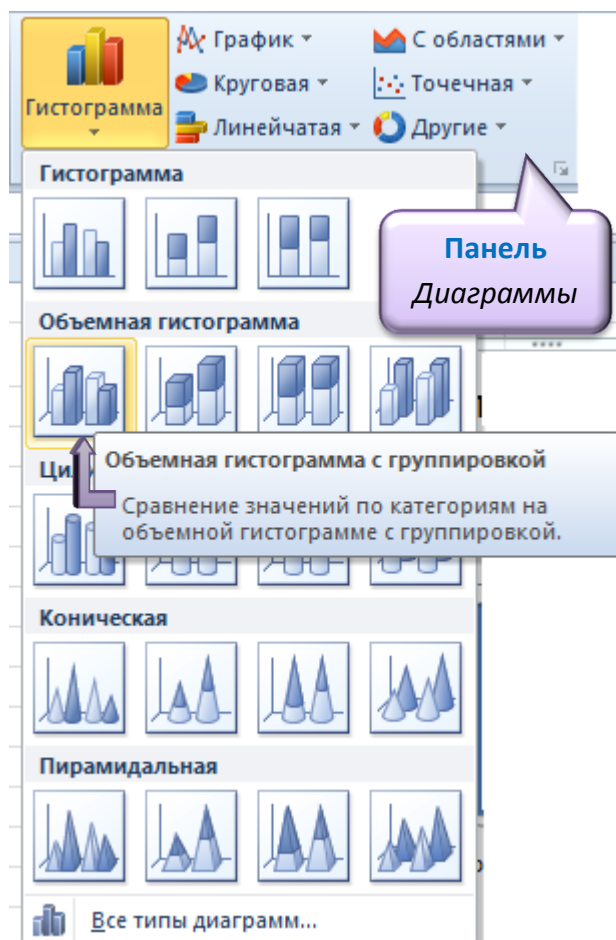 График
С областями
Круговая
Точечная
Гистограмма
Линейчатая
Другие
Гистограмма
Панель
Диаграммы
Объемная гистограмма
Объемная гистограмма с группировкой
Сравнение значений по категориям на
объемной гистограмме с группировкой.
Коническая
Пирамидальная
Все типы диаграмм...